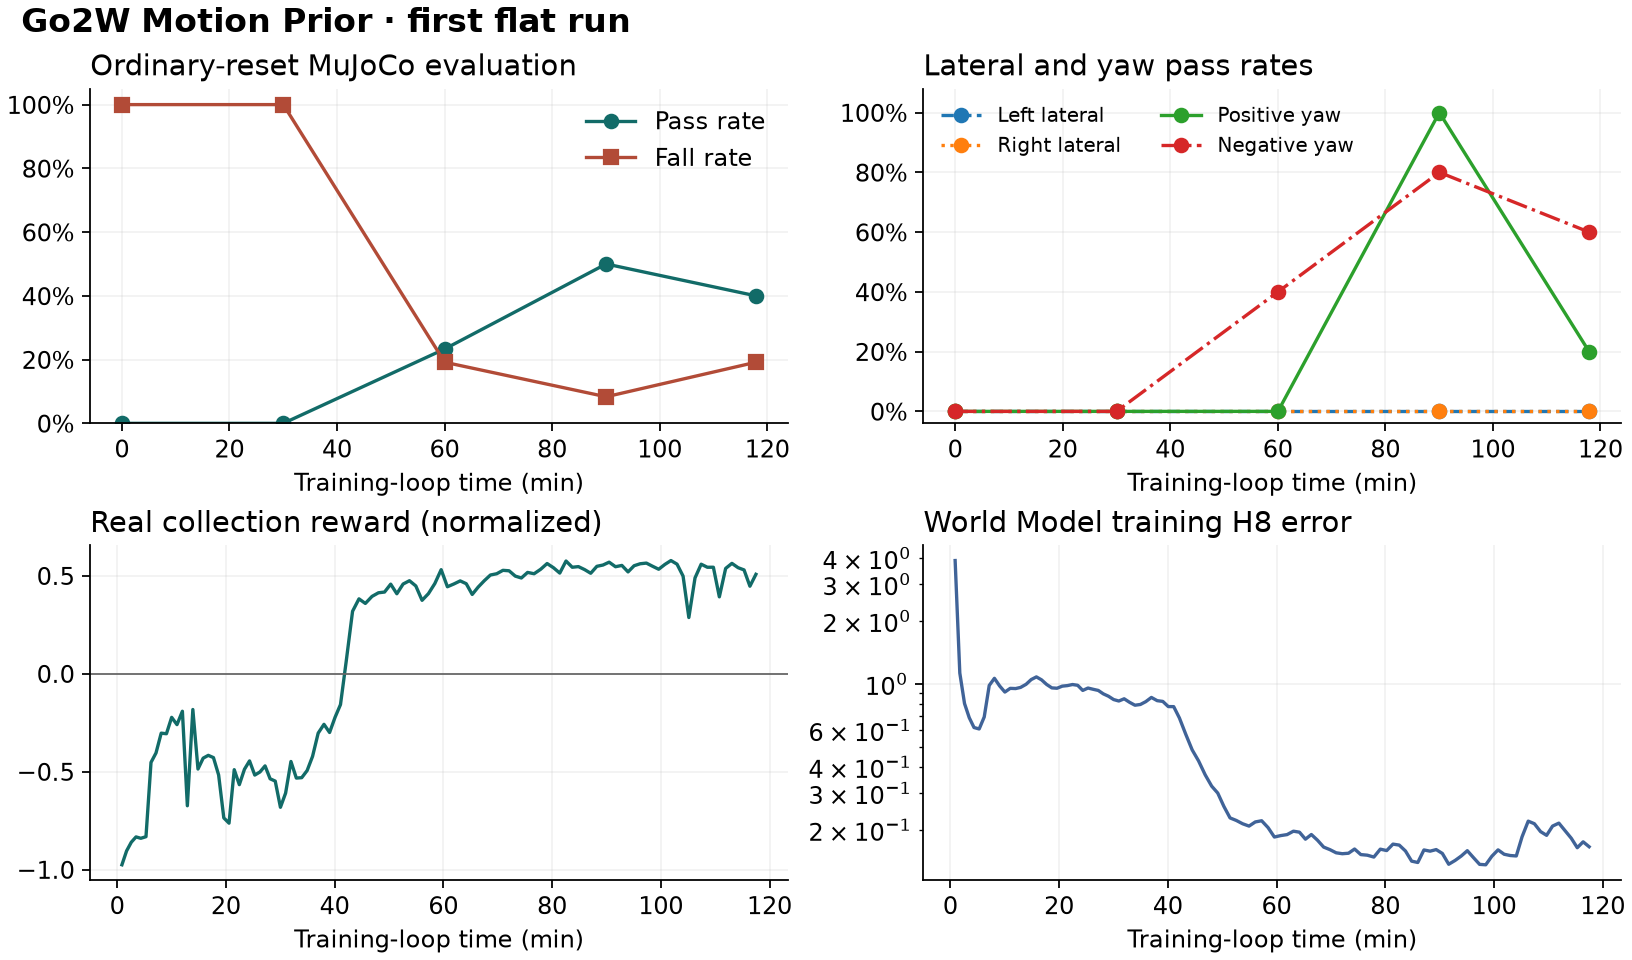 Go2W Motion Prior · first flat run
Ordinary-reset MuJoCo evaluation
100%
80%
60%
40%
20%
0%
Pass rate
Fall rate
0 20 40 60 80 100 120
Training-loop time (min)
Lateral and yaw pass rates
100%
80%
60%
40%
20%
0%
Left lateral
Right lateral
Positive yaw
Negative yaw
0 20 40 60 80 100 120
Training-loop time (min)
Real collection reward (normalized)
0.5
0.0
−0.5
−1.0
0 20 40 60 80 100 120
Training-loop time (min)
World Model training H8 error
4 × 10⁰
3 × 10⁰
2 × 10⁰
10⁰
6 × 10⁻¹
4 × 10⁻¹
3 × 10⁻¹
2 × 10⁻¹
0 20 40 60 80 100 120
Training-loop time (min)